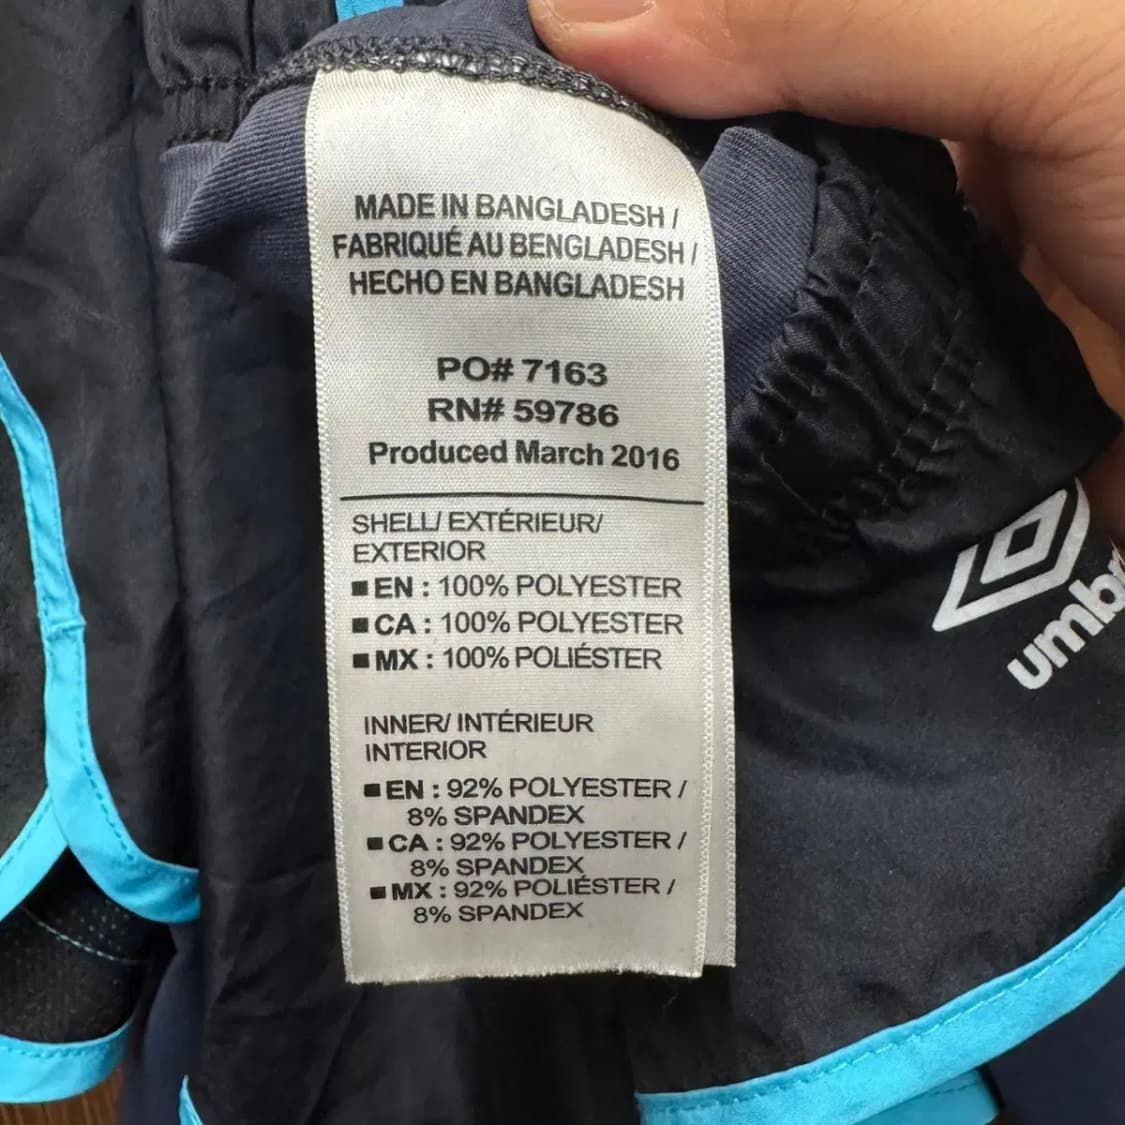 MADE IN BANGLADESH /
FABRIQUÉ AU BENGLADESH /
HECHO EN BANGLADESH
PO# 7163
RN# 59786
Produced March 2016
SHELL/ EXTÉRIEUR/
EXTERIOR
■ EN : 100% POLYESTER
■ CA : 100% POLYESTER
■ MX : 100% POLIÉSTER
INNER/ INTÉRIEUR
INTERIOR
■ EN : 92% POLYESTER /
8% SPANDEX
■ CA : 92% POLYESTER /
8% SPANDEX
■ MX : 92% POLIÉSTER /
8% SPANDEX